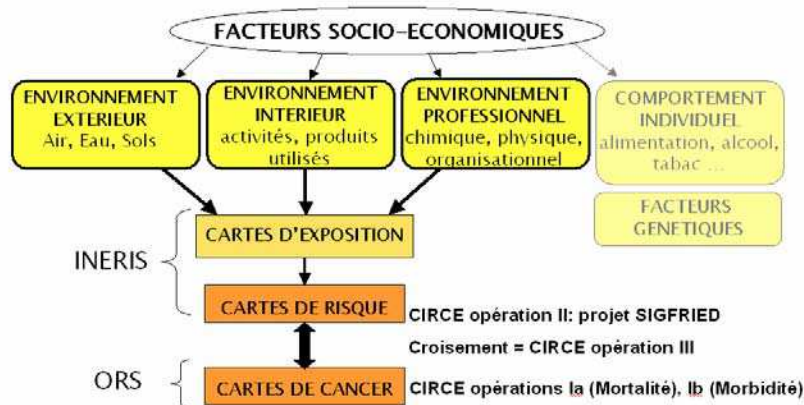 FACTEURS SOCIO-ECONOMIQUES
ENVIRONNEMENT
EXTERIEUR
Air, Eau, Sols
ENVIRONNEMENT
INTERIEUR
activités, produits
utilisés
ENVIRONNEMENT
PROFESSIONNEL
chimique, physique,
organisationnel
COMPORTEMENT
INDIVIDUEL
alimentation, alcool,
tabac ...
FACTEURS
GENETIQUES
INERIS
CARTES D'EXPOSITION
CARTES DE RISQUE
CIRCE opération II: projet SIGFRIED
Croisement = CIRCE opération III
ORS
CARTES DE CANCER
CIRCE opérations Ia (Mortalité), Ib (Morbidité)